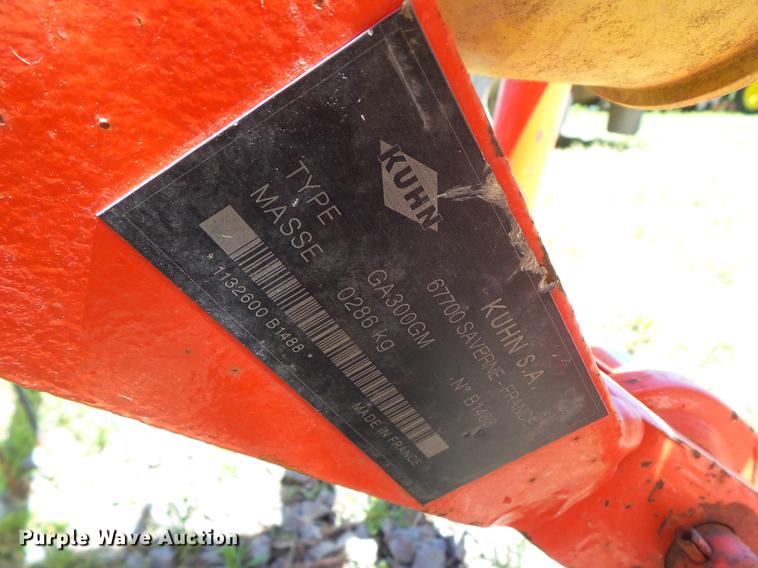 KUHN
KUHN S.A
67700 SAVERNE - FRANCE
TYPE GA300GM N° B1488
MASSE 0286 kg
* 1132600 B1488 *
MADE IN FRANCE
Purple Wave Auction